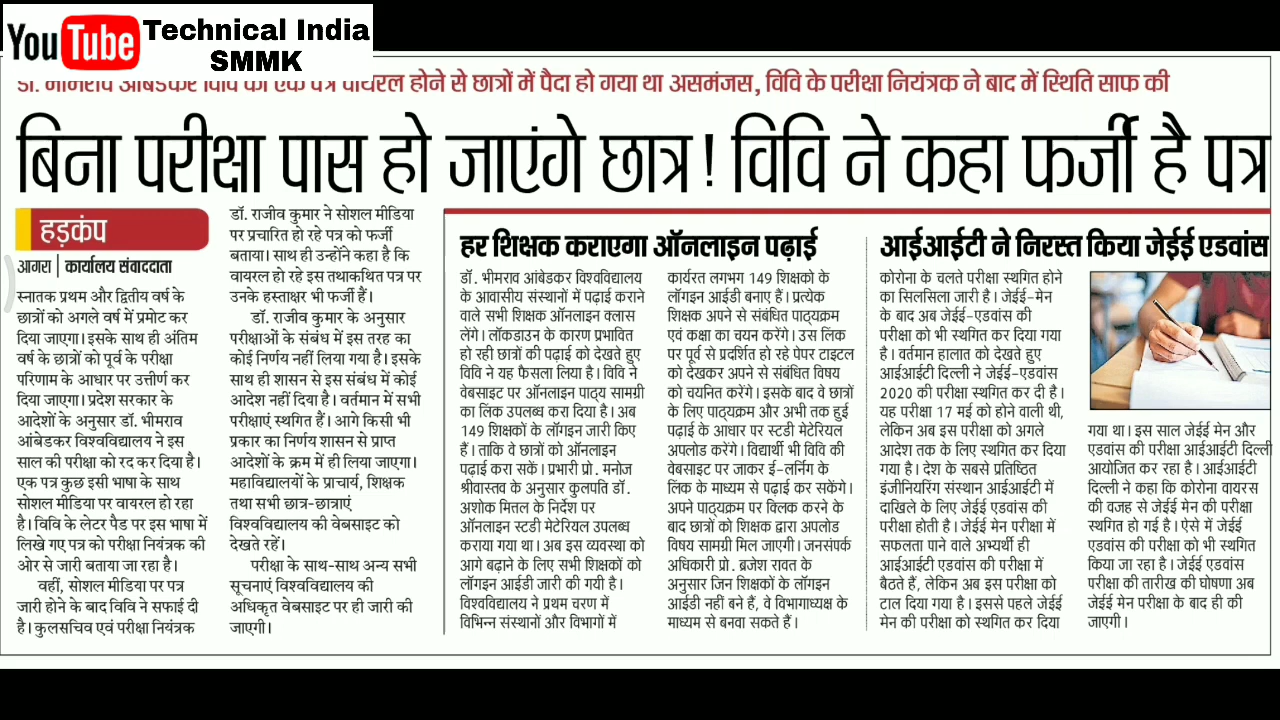 YouTube Technical India
SMMK
डॉ. भीमराव आंबेडकर विवि का एक पत्र वायरल होने से छात्रों में पैदा हो गया था असमंजस, विवि के परीक्षा नियंत्रक ने बाद में स्थिति साफ की
बिना परीक्षा पास हो जाएंगे छात्र! विवि ने कहा फर्जी है पत्र
हड़कंप
आगरा | कार्यालय संवाददाता
स्नातक प्रथम और द्वितीय वर्ष के
छात्रों को अगले वर्ष में प्रमोट कर
दिया जाएगा। इसके साथ ही अंतिम
वर्ष के छात्रों को पूर्व के परीक्षा
परिणाम के आधार पर उत्तीर्ण कर
दिया जाएगा। प्रदेश सरकार के
आदेशों के अनुसार डॉ. भीमराव
आंबेडकर विश्वविद्यालय ने इस
साल की परीक्षा को रद कर दिया है।
एक पत्र कुछ इसी भाषा के साथ
सोशल मीडिया पर वायरल हो रहा
है। विवि के लेटर पैड पर इस भाषा में
लिखे गए पत्र को परीक्षा नियंत्रक की
ओर से जारी बताया जा रहा है।
वहीं, सोशल मीडिया पर पत्र
जारी होने के बाद विवि ने सफाई दी
है। कुलसचिव एवं परीक्षा नियंत्रक
डॉ. राजीव कुमार ने सोशल मीडिया
पर प्रचारित हो रहे पत्र को फर्जी
बताया। साथ ही उन्होंने कहा है कि
वायरल हो रहे इस तथाकथित पत्र पर
उनके हस्ताक्षर भी फर्जी हैं।
डॉ. राजीव कुमार के अनुसार
परीक्षाओं के संबंध में इस तरह का
कोई निर्णय नहीं लिया गया है। इसके
साथ ही शासन से इस संबंध में कोई
आदेश नहीं दिया है। वर्तमान में सभी
परीक्षाएं स्थगित हैं। आगे किसी भी
प्रकार का निर्णय शासन से प्राप्त
आदेशों के क्रम में ही लिया जाएगा।
महाविद्यालयों के प्राचार्य, शिक्षक
तथा सभी छात्र-छात्राएं
विश्वविद्यालय की वेबसाइट को
देखते रहें।
परीक्षा के साथ-साथ अन्य सभी
सूचनाएं विश्वविद्यालय की
अधिकृत वेबसाइट पर ही जारी की
जाएगी।
हर शिक्षक कराएगा ऑनलाइन पढ़ाई
डॉ. भीमराव आंबेडकर विश्वविद्यालय
के आवासीय संस्थानों में पढ़ाई कराने
वाले सभी शिक्षक ऑनलाइन क्लास
लेंगे। लॉकडाउन के कारण प्रभावित
हो रही छात्रों की पढ़ाई को देखते हुए
विवि ने यह फैसला लिया है। विवि ने
वेबसाइट पर ऑनलाइन पाठ्य सामग्री
का लिंक उपलब्ध करा दिया है। अब
149 शिक्षकों के लॉगइन जारी किए
हैं। ताकि वे छात्रों को ऑनलाइन
पढ़ाई करा सकें। प्रभारी प्रो. मनोज
श्रीवास्तव के अनुसार कुलपति डॉ.
अशोक मित्तल के निर्देश पर
ऑनलाइन स्टडी मेटेरियल उपलब्ध
कराया गया था। अब इस व्यवस्था को
आगे बढ़ाने के लिए सभी शिक्षकों को
लॉगइन आईडी जारी की गयी है।
विश्वविद्यालय ने प्रथम चरण में
विभिन्न संस्थानों और विभागों में
कार्यरत लगभग 149 शिक्षको के
लॉगइन आईडी बनाए हैं। प्रत्येक
शिक्षक अपने से संबंधित पाठ्यक्रम
एवं कक्षा का चयन करेंगे। उस लिंक
पर पूर्व से प्रदर्शित हो रहे पेपर टाइटल
को देखकर अपने से संबंधित विषय
को चयनित करेंगे। इसके बाद वे छात्रों
के लिए पाठ्यक्रम और अभी तक हुई
पढ़ाई के आधार पर स्टडी मेटेरियल
अपलोड करेंगे। विद्यार्थी भी विवि की
वेबसाइट पर जाकर ई-लर्निग के
लिंक के माध्यम से पढ़ाई कर सकेंगे।
अपने पाठ्यक्रम पर क्लिक करने के
बाद छात्रों को शिक्षक द्वारा अपलोड
विषय सामग्री मिल जाएगी। जनसंपर्क
अधिकारी प्रो. ब्रजेश रावत के
अनुसार जिन शिक्षकों के लॉगइन
आईडी नहीं बने हैं, वे विभागाध्यक्ष के
माध्यम से बनवा सकते हैं।
आईआईटी ने निरस्त किया जेईई एडवांस
कोरोना के चलते परीक्षा स्थगित होने
का सिलसिला जारी है। जेईई-मेन
के बाद अब जेईई-एडवांस की
परीक्षा को भी स्थगित कर दिया गया
है। वर्तमान हालात को देखते हुए
आईआईटी दिल्ली ने जेईई-एडवांस
2020 की परीक्षा स्थगित कर दी है।
यह परीक्षा 17 मई को होने वाली थी,
लेकिन अब इस परीक्षा को अगले
आदेश तक के लिए स्थगित कर दिया
गया है। देश के सबसे प्रतिष्ठित
इंजीनियरिंग संस्थान आईआईटी में
दाखिले के लिए जेईई एडवांस की
परीक्षा होती है। जेईई मेन परीक्षा में
सफलता पाने वाले अभ्यर्थी ही
आईआईटी एडवांस की परीक्षा में
बैठते हैं, लेकिन अब इस परीक्षा को
टाल दिया गया है। इससे पहले जेईई
मेन की परीक्षा को स्थगित कर दिया
गया था। इस साल जेईई मेन और
एडवांस की परीक्षा आईआईटी दिल्ली
आयोजित कर रहा है। आईआईटी
दिल्ली ने कहा कि कोरोना वायरस
की वजह से जेईई मेन की परीक्षा
स्थगित हो गई है। ऐसे में जेईई
एडवांस की परीक्षा को भी स्थगित
किया जा रहा है। जेईई एडवांस
परीक्षा की तारीख की घोषणा अब
जेईई मेन परीक्षा के बाद ही की
जाएगी।